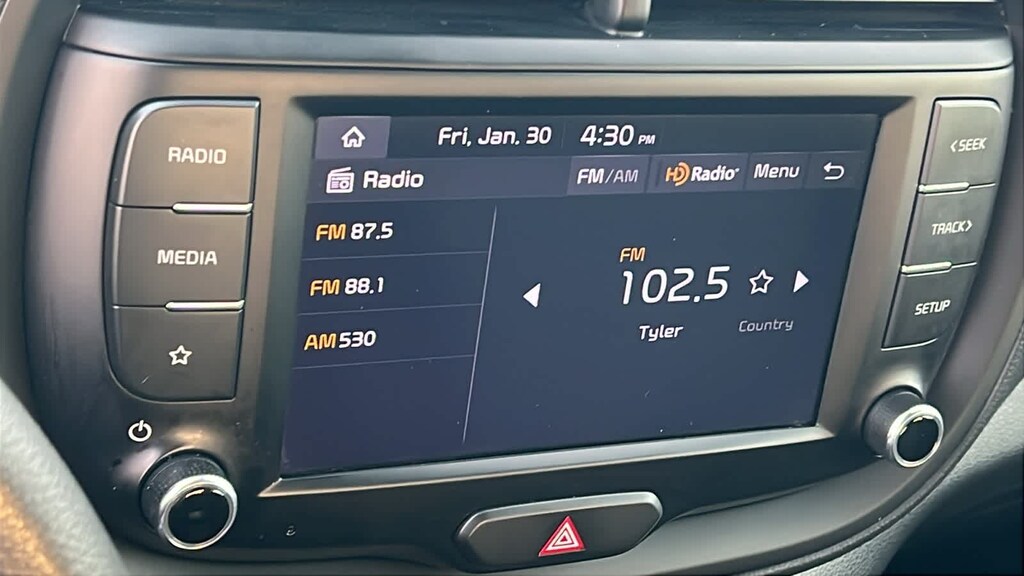 Fri, Jan. 30 4:30 PM
Radio FM/AM HD Radio Menu
FM 87.5
FM 88.1
AM 530
FM
102.5
Tyler Country
RADIO
MEDIA
<SEEK
TRACK>
SETUP